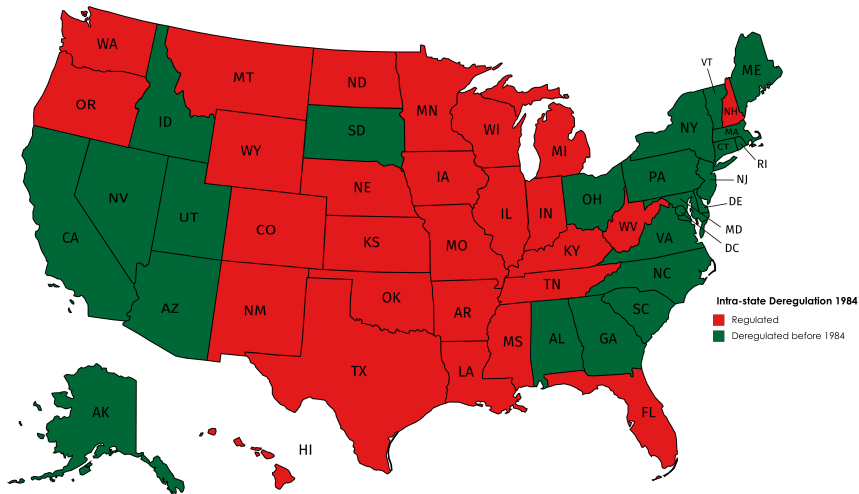 WA
MT
ND
MN
OR
ID
SD
WI
MI
WY
IA
NE
NV
UT
CO
CA
KS
MO
IL
IN
OH
KY
WV
VA
PA
NY
VT
ME
NH
MA
CT
RI
NJ
DE
MD
DC
AZ
NM
OK
AR
TN
NC
SC
MS
AL
GA
TX
LA
FL
AK
HI
Intra-state Deregulation 1984
Regulated
Deregulated before 1984